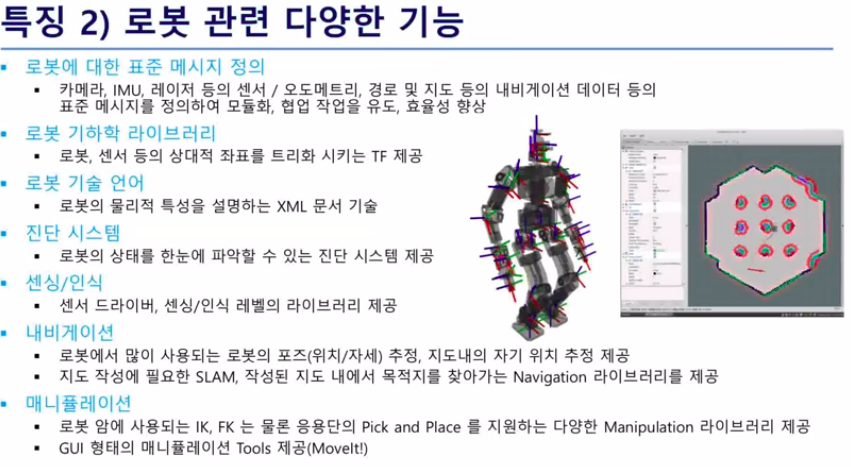 특징 2) 로봇 관련 다양한 기능
▪ 로봇에 대한 표준 메시지 정의
▪ 카메라, IMU, 레이저 등의 센서 / 오도메트리, 경로 및 지도 등의 내비게이션 데이터 등의
표준 메시지를 정의하여 모듈화, 협업 작업을 유도, 효율성 향상
▪ 로봇 기하학 라이브러리
▪ 로봇, 센서 등의 상대적 좌표를 트리화 시키는 TF 제공
▪ 로봇 기술 언어
▪ 로봇의 물리적 특성을 설명하는 XML 문서 기술
▪ 진단 시스템
▪ 로봇의 상태를 한눈에 파악할 수 있는 진단 시스템 제공
▪ 센싱/인식
▪ 센서 드라이버, 센싱/인식 레벨의 라이브러리 제공
▪ 내비게이션
▪ 로봇에서 많이 사용되는 로봇의 포즈(위치/자세) 추정, 지도내의 자기 위치 추정 제공
▪ 지도 작성에 필요한 SLAM, 작성된 지도 내에서 목적지를 찾아가는 Navigation 라이브러리를 제공
▪ 매니퓰레이션
▪ 로봇 암에 사용되는 IK, FK 는 물론 응용단의 Pick and Place 를 지원하는 다양한 Manipulation 라이브러리 제공
▪ GUI 형태의 매니퓰레이션 Tools 제공(MoveIt!)